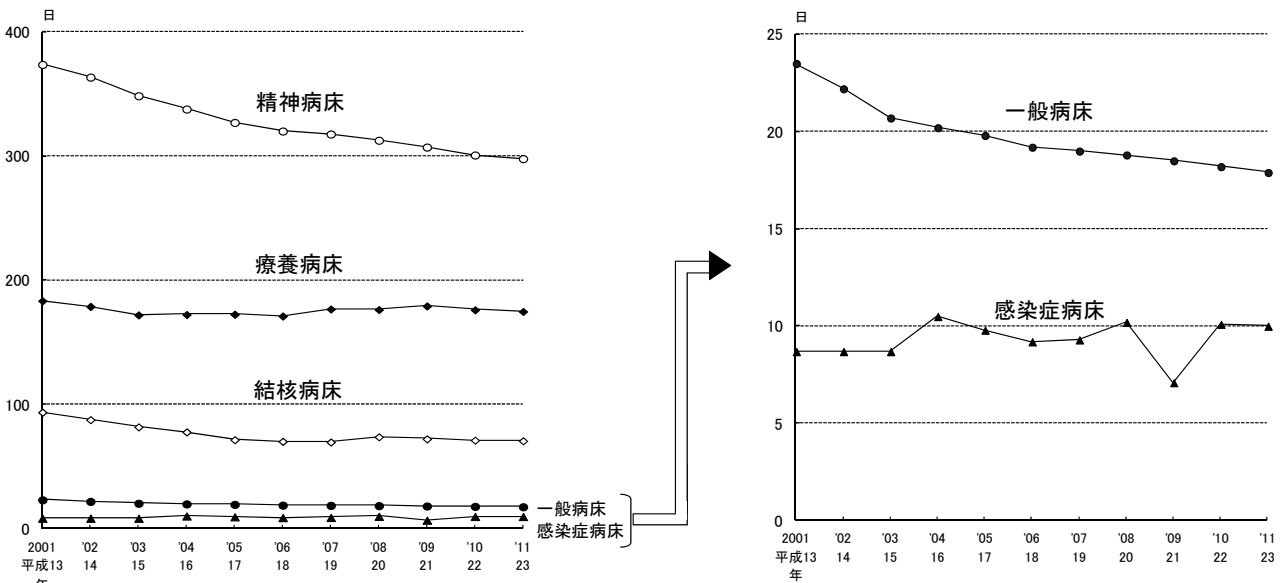 日
400
300
200
100
0
精神病床
療養病床
結核病床
一般病床
感染症病床
2001 '02 '03 '04 '05 '06 '07 '08 '09 '10 '11
平成13 14 15 16 17 18 19 20 21 22 23
年
日
25
20
15
10
5
0
一般病床
感染症病床
2001 '02 '03 '04 '05 '06 '07 '08 '09 '10 '11
平成13 14 15 16 17 18 19 20 21 22 23
年